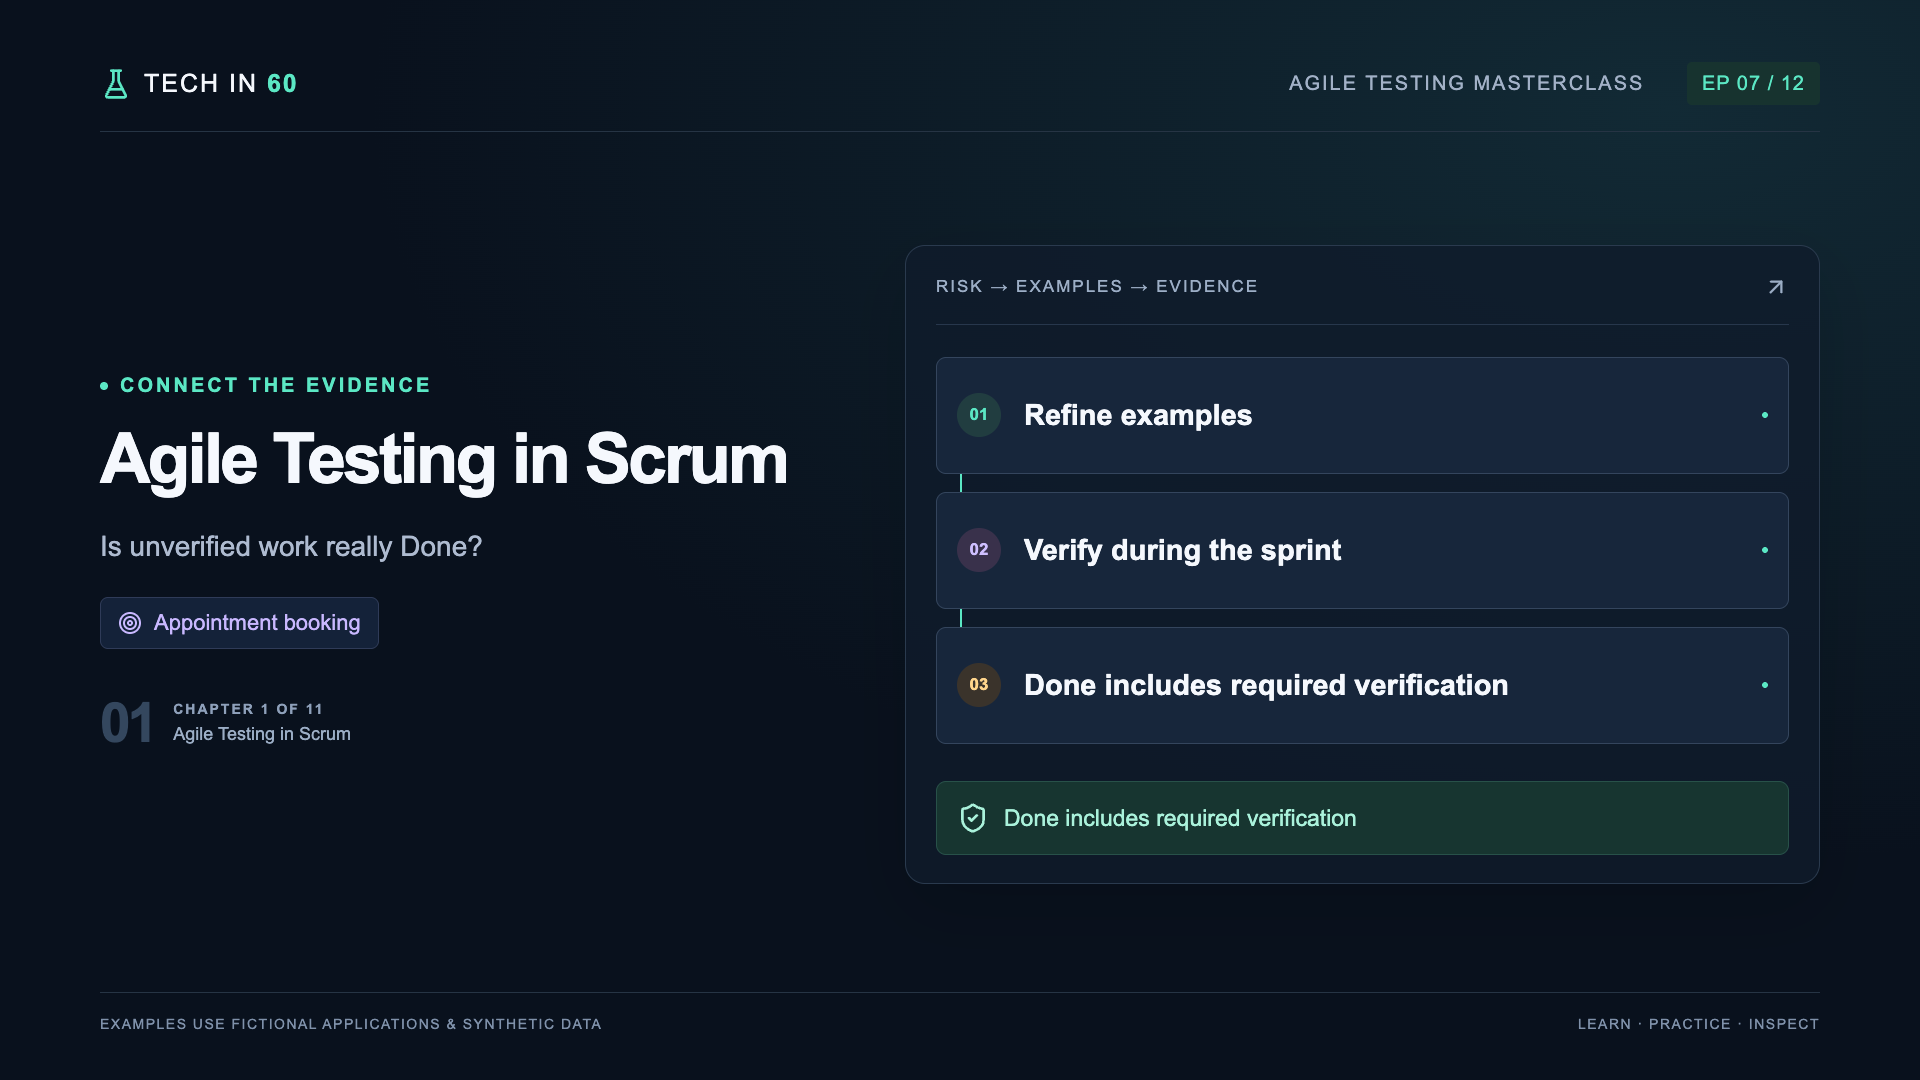 TECH IN 60
AGILE TESTING MASTERCLASS
EP 07 / 12
• CONNECT THE EVIDENCE
Agile Testing in Scrum
Is unverified work really Done?
Appointment booking
01
CHAPTER 1 OF 11
Agile Testing in Scrum
RISK → EXAMPLES → EVIDENCE
01 Refine examples
02 Verify during the sprint
03 Done includes required verification
Done includes required verification
EXAMPLES USE FICTIONAL APPLICATIONS & SYNTHETIC DATA
LEARN · PRACTICE · INSPECT